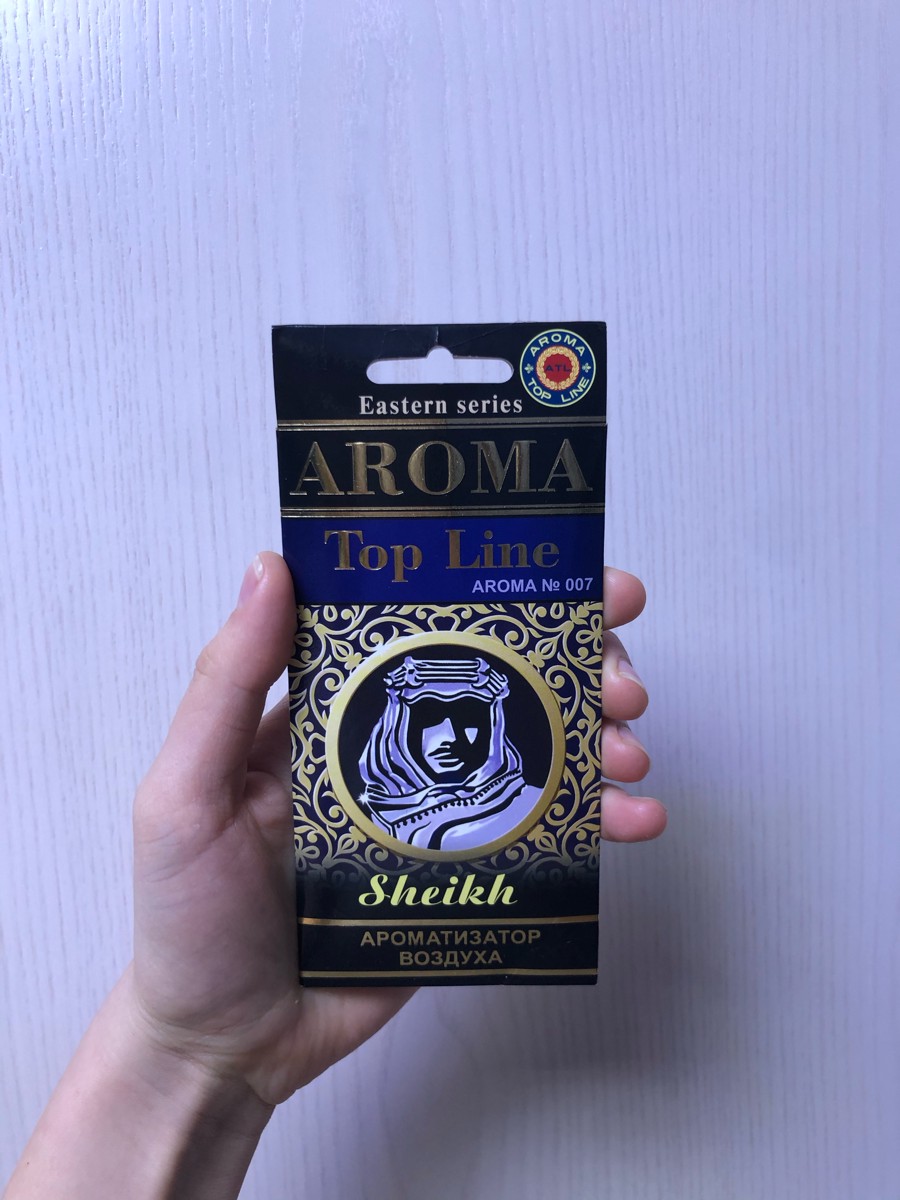 AROMA
ATL
TOP LINE
Eastern series
AROMA
Top Line
AROMA № 007
Sheikh
АРОМАТИЗАТОР
ВОЗДУХА